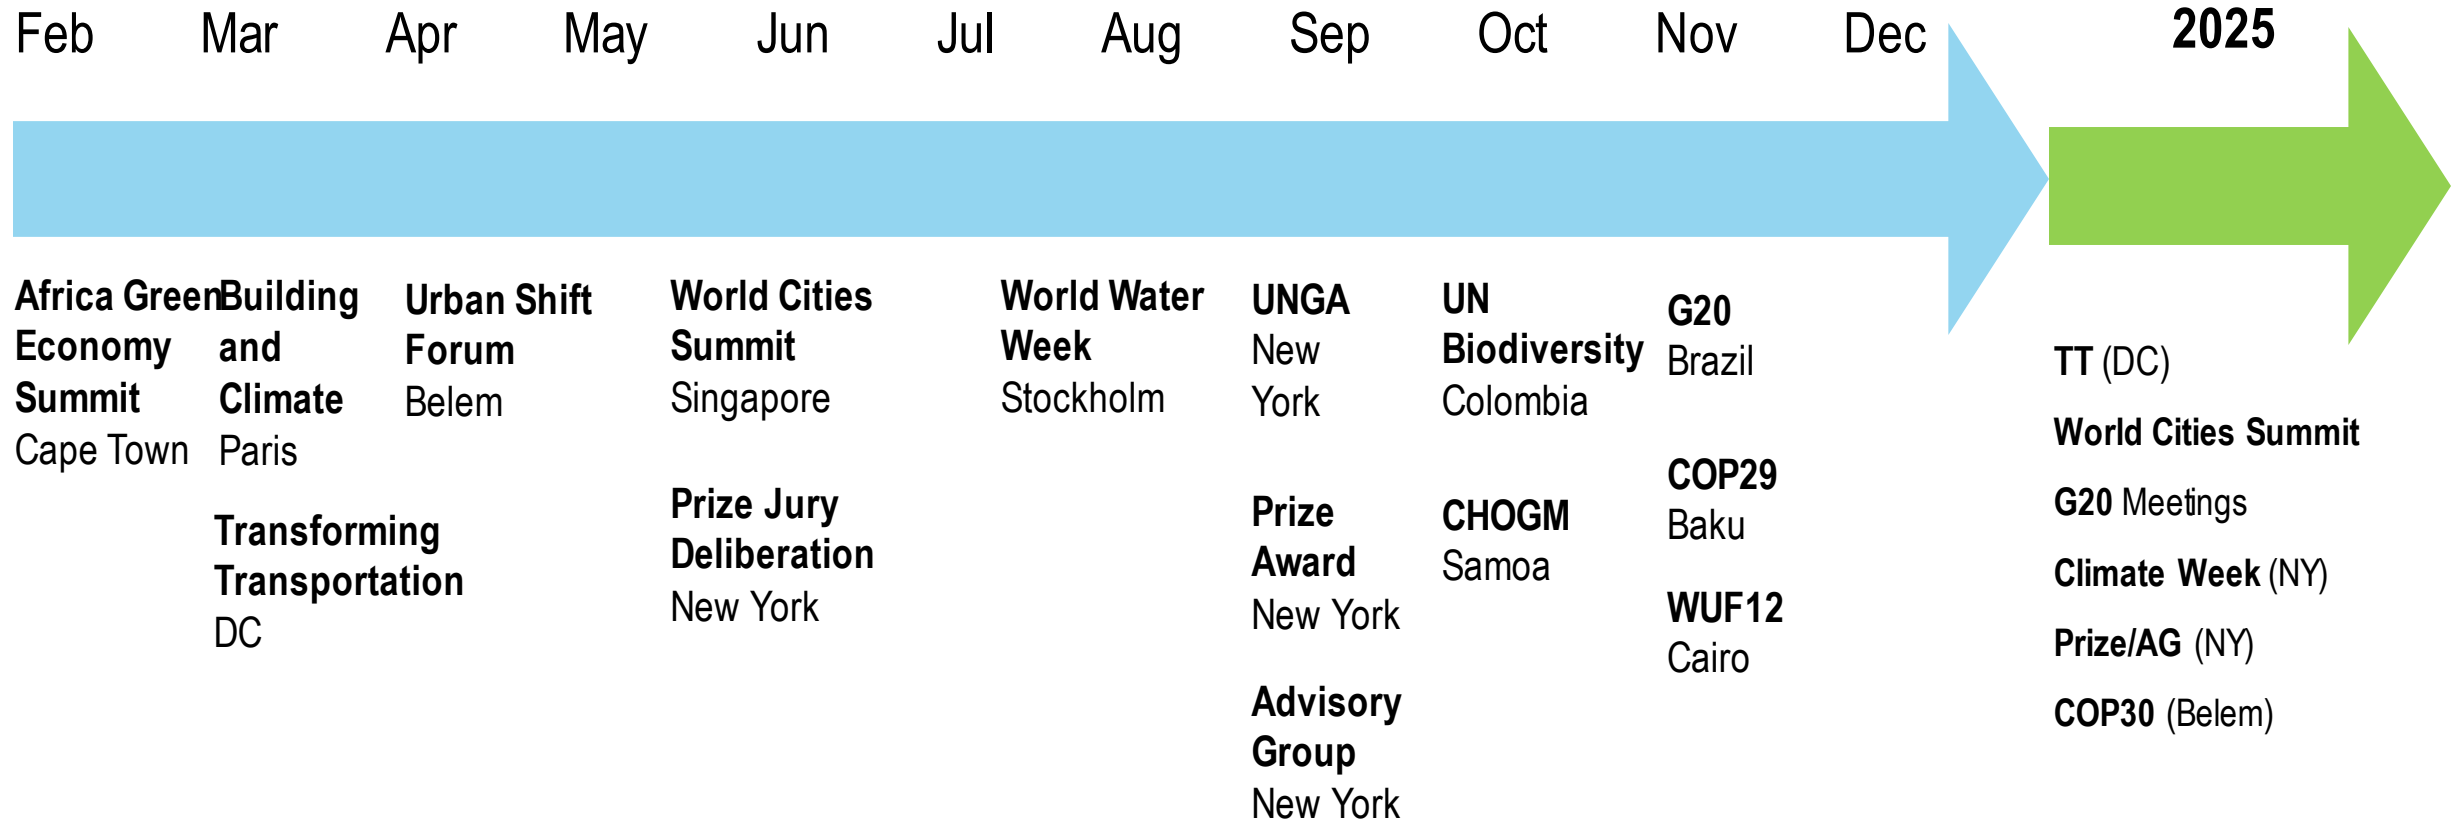 Feb Mar Apr May Jun Jul Aug Sep Oct Nov Dec 2025
Africa Green
Economy
Summit
Cape Town
Building
and
Climate
Paris
Transforming
Transportation
DC
Urban Shift
Forum
Belem
World Cities
Summit
Singapore
Prize Jury
Deliberation
New York
World Water
Week
Stockholm
UNGA
New
York
Prize
Award
New York
Advisory
Group
New York
UN
Biodiversity
Colombia
CHOGM
Samoa
G20
Brazil
COP29
Baku
WUF12
Cairo
TT (DC)
World Cities Summit
G20 Meetings
Climate Week (NY)
Prize/AG (NY)
COP30 (Belem)